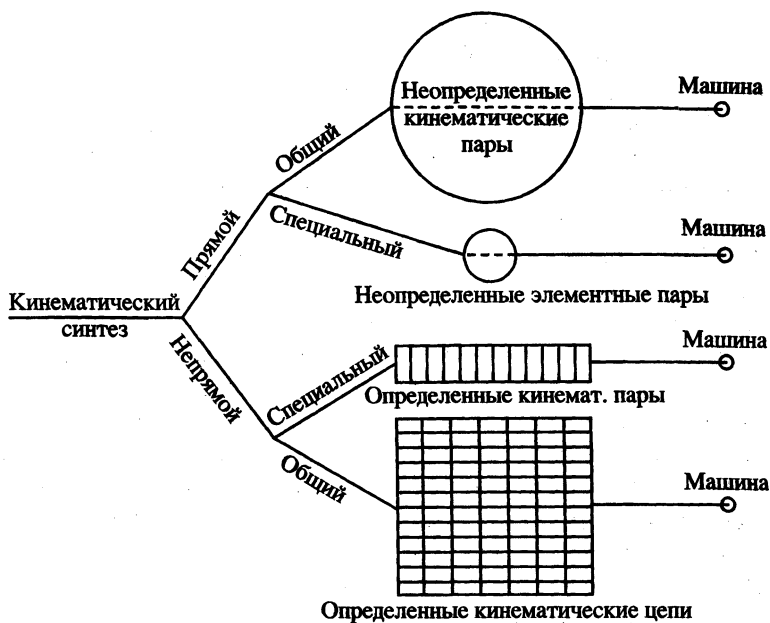 Неопределенные
кинематические
пары
Машина
Общий
Прямой
Специальный
Машина
Неопределенные элементные пары
Кинематический
синтез
Непрямой
Специальный
Машина
Определенные кинемат. пары
Общий
Машина
Определенные кинематические цепи